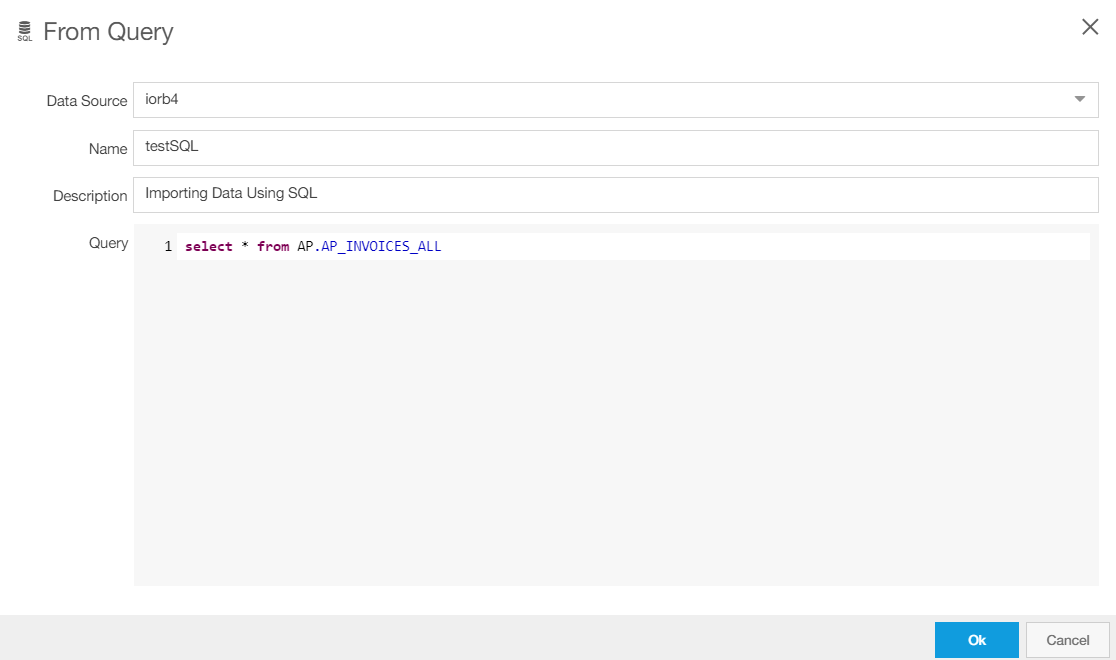 SQL From Query
Data Source iorb4
Name testSQL
Description Importing Data Using SQL
Query 1 select * from AP.AP_INVOICES_ALL
Ok Cancel